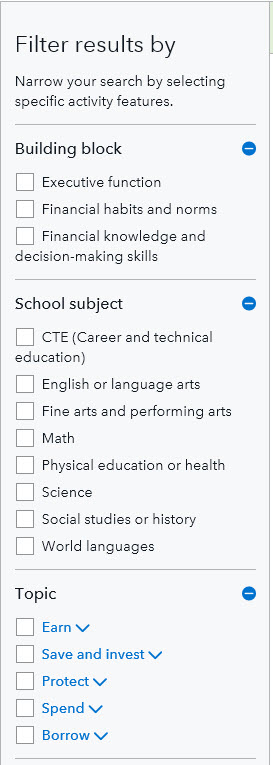 Filter results by
Narrow your search by selecting
specific activity features.
Building block
Executive function
Financial habits and norms
Financial knowledge and
decision-making skills
School subject
CTE (Career and technical
education)
English or language arts
Fine arts and performing arts
Math
Physical education or health
Science
Social studies or history
World languages
Topic
Earn
Save and invest
Protect
Spend
Borrow